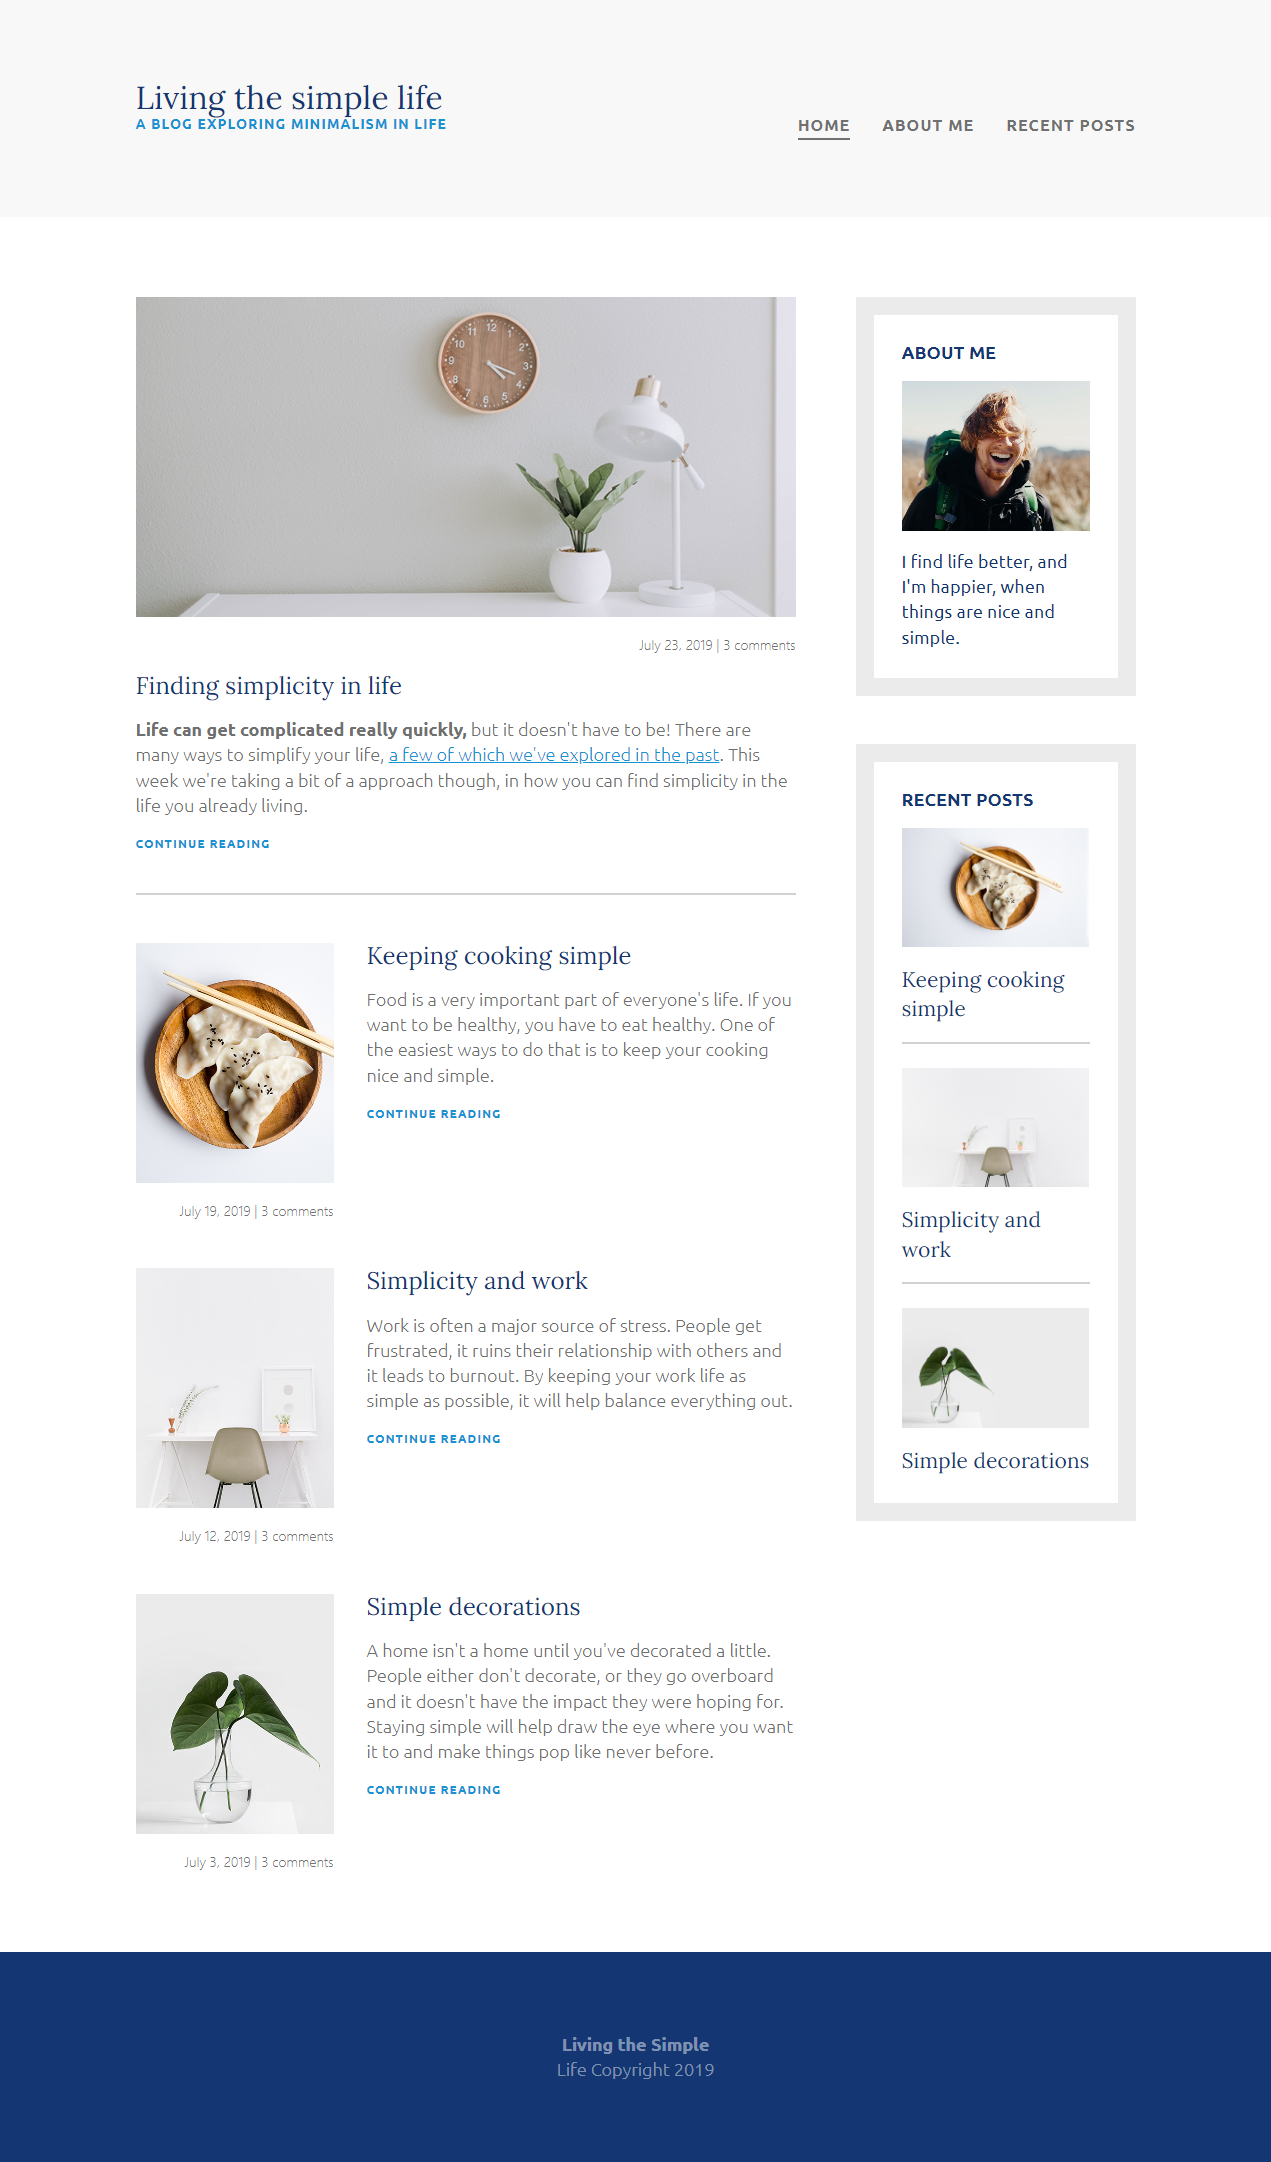 Living the simple life
A BLOG EXPLORING MINIMALISM IN LIFE
HOME ABOUT ME RECENT POSTS
12
1
2
3
4
5
6
7
8
9
10
11
July 23, 2019 | 3 comments
Finding simplicity in life
Life can get complicated really quickly, but it doesn't have to be! There are
many ways to simplify your life, a few of which we've explored in the past. This
week we're taking a bit of a approach though, in how you can find simplicity in the
life you already living.
CONTINUE READING
Keeping cooking simple
Food is a very important part of everyone's life. If you
want to be healthy, you have to eat healthy. One of
the easiest ways to do that is to keep your cooking
nice and simple.
CONTINUE READING
July 19, 2019 | 3 comments
Simplicity and work
Work is often a major source of stress. People get
frustrated, it ruins their relationship with others and
it leads to burnout. By keeping your work life as
simple as possible, it will help balance everything out.
CONTINUE READING
July 12, 2019 | 3 comments
Simple decorations
A home isn't a home until you've decorated a little.
People either don't decorate, or they go overboard
and it doesn't have the impact they were hoping for.
Staying simple will help draw the eye where you want
it to and make things pop like never before.
CONTINUE READING
July 3, 2019 | 3 comments
ABOUT ME
I find life better, and
I'm happier, when
things are nice and
simple.
RECENT POSTS
Keeping cooking
simple
Simplicity and
work
Simple decorations
Living the Simple
Life Copyright 2019